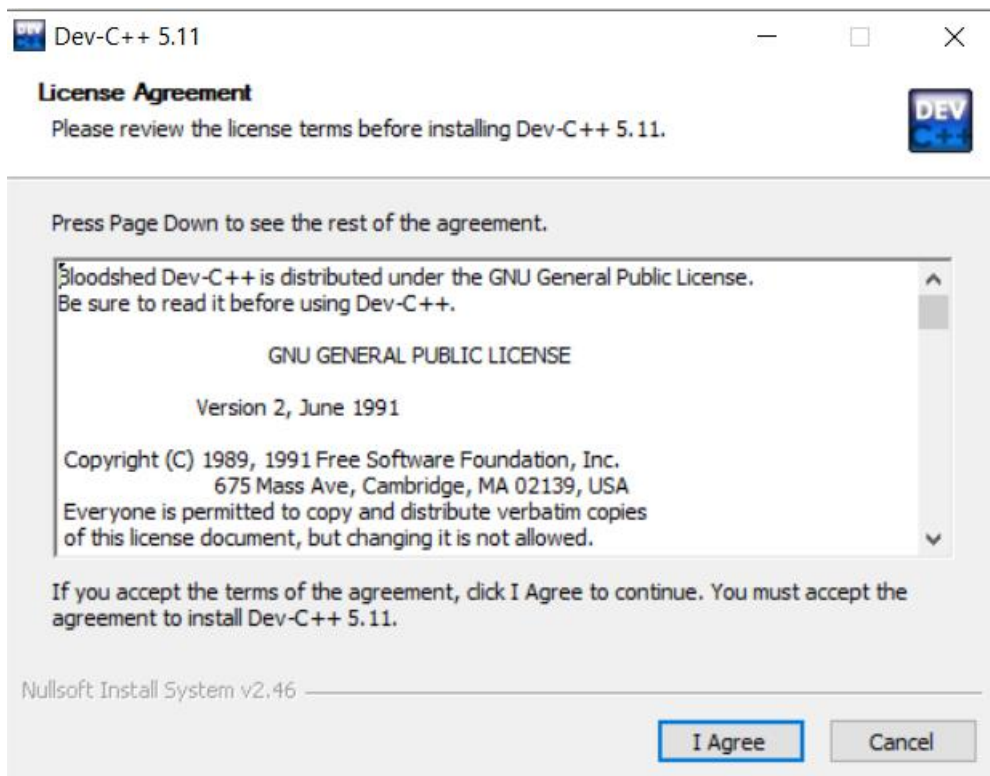 Dev-C++ 5.11
License Agreement
Please review the license terms before installing Dev-C++ 5.11.
DEV
C++
Press Page Down to see the rest of the agreement.
Bloodshed Dev-C++ is distributed under the GNU General Public License.
Be sure to read it before using Dev-C++.
GNU GENERAL PUBLIC LICENSE
Version 2, June 1991
Copyright (C) 1989, 1991 Free Software Foundation, Inc.
675 Mass Ave, Cambridge, MA 02139, USA
Everyone is permitted to copy and distribute verbatim copies
of this license document, but changing it is not allowed.
If you accept the terms of the agreement, click I Agree to continue. You must accept the
agreement to install Dev-C++ 5.11.
Nullsoft Install System v2.46
I Agree
Cancel